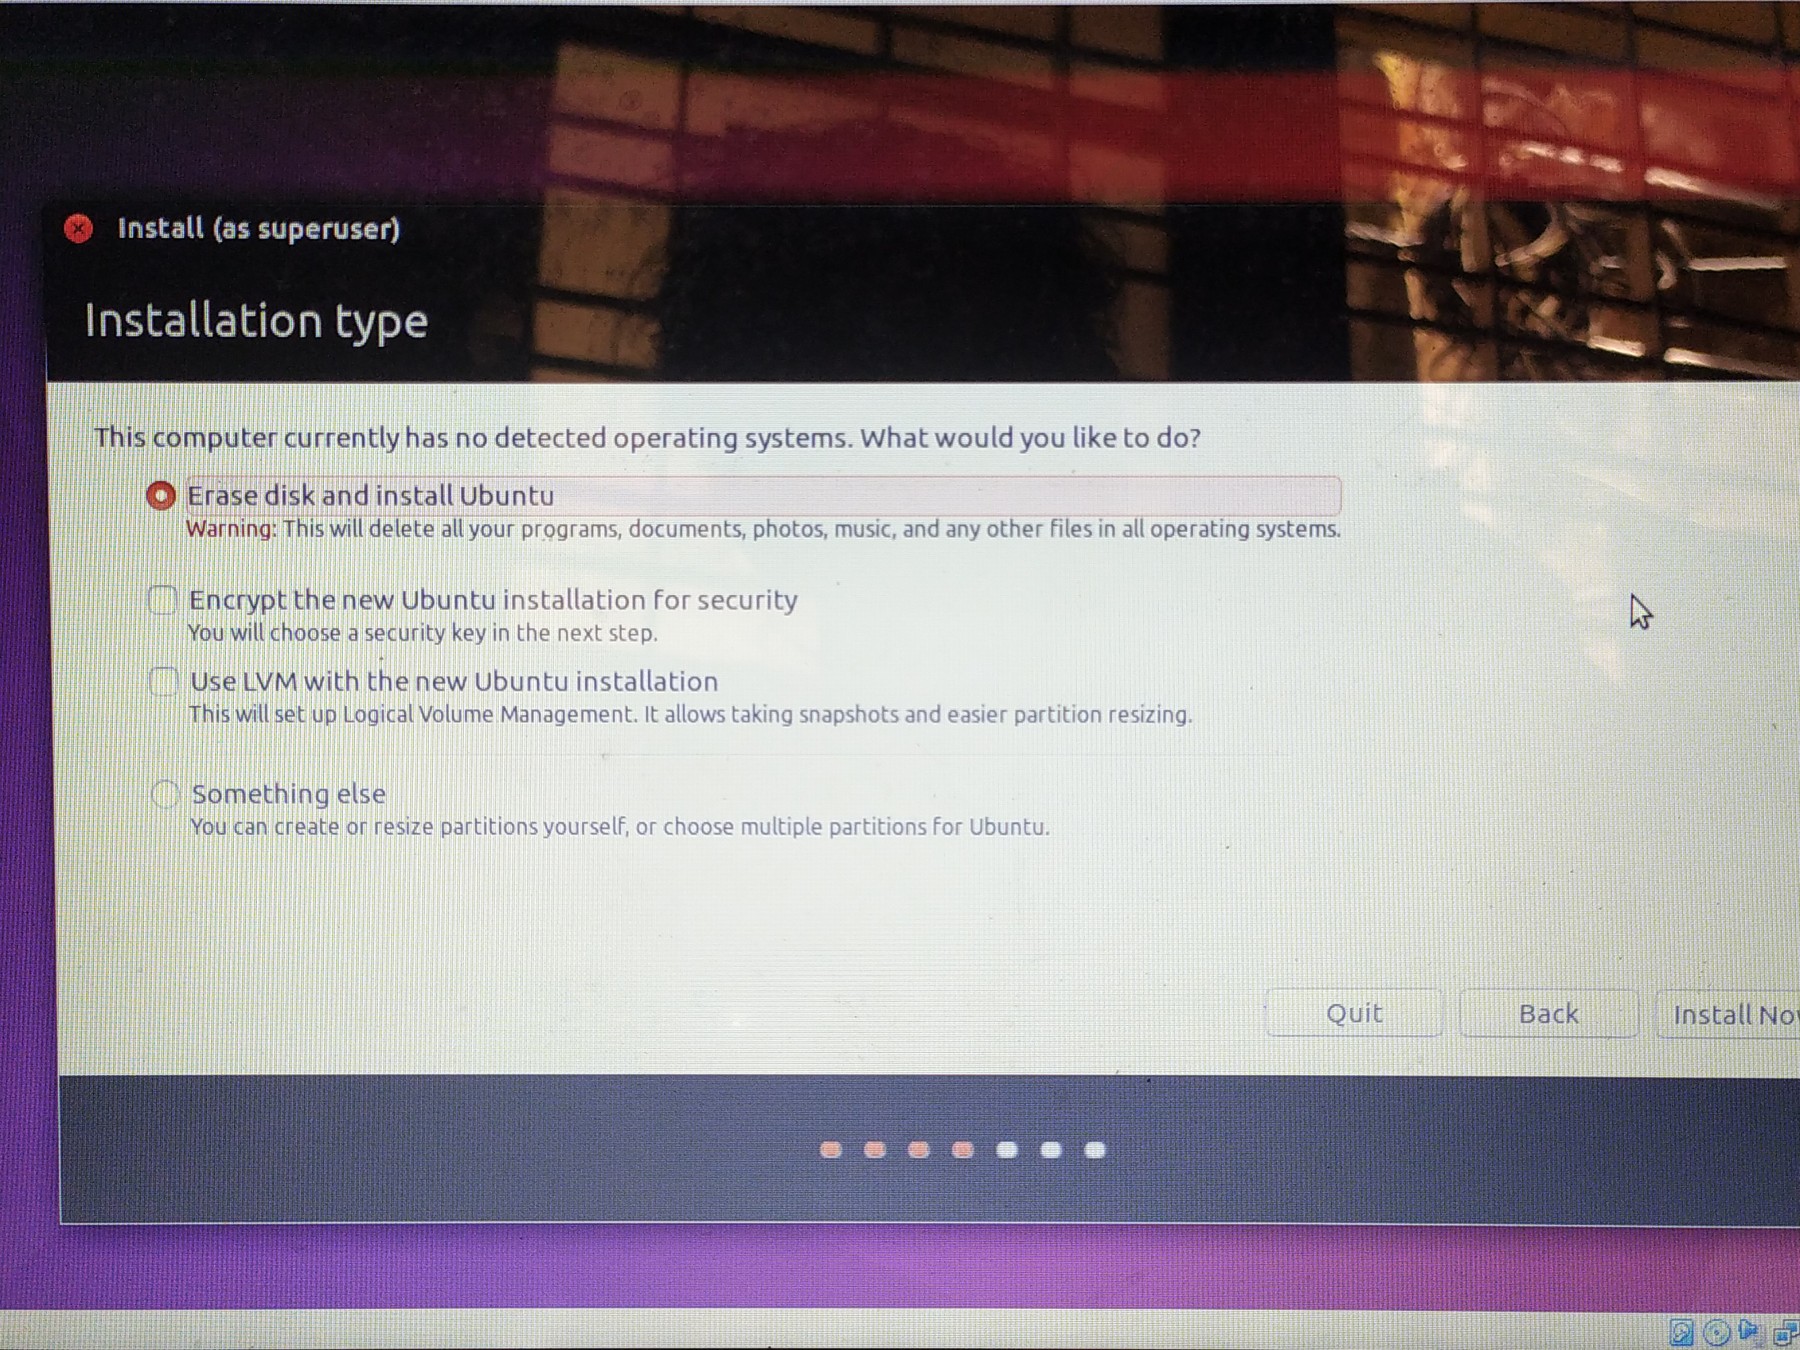 Install (as superuser)
Installation type
This computer currently has no detected operating systems. What would you like to do?
Erase disk and install Ubuntu
Warning: This will delete all your programs, documents, photos, music, and any other files in all operating systems.
Encrypt the new Ubuntu installation for security
You will choose a security key in the next step.
Use LVM with the new Ubuntu installation
This will set up Logical Volume Management. It allows taking snapshots and easier partition resizing.
Something else
You can create or resize partitions yourself, or choose multiple partitions for Ubuntu.
Quit
Back
Install No